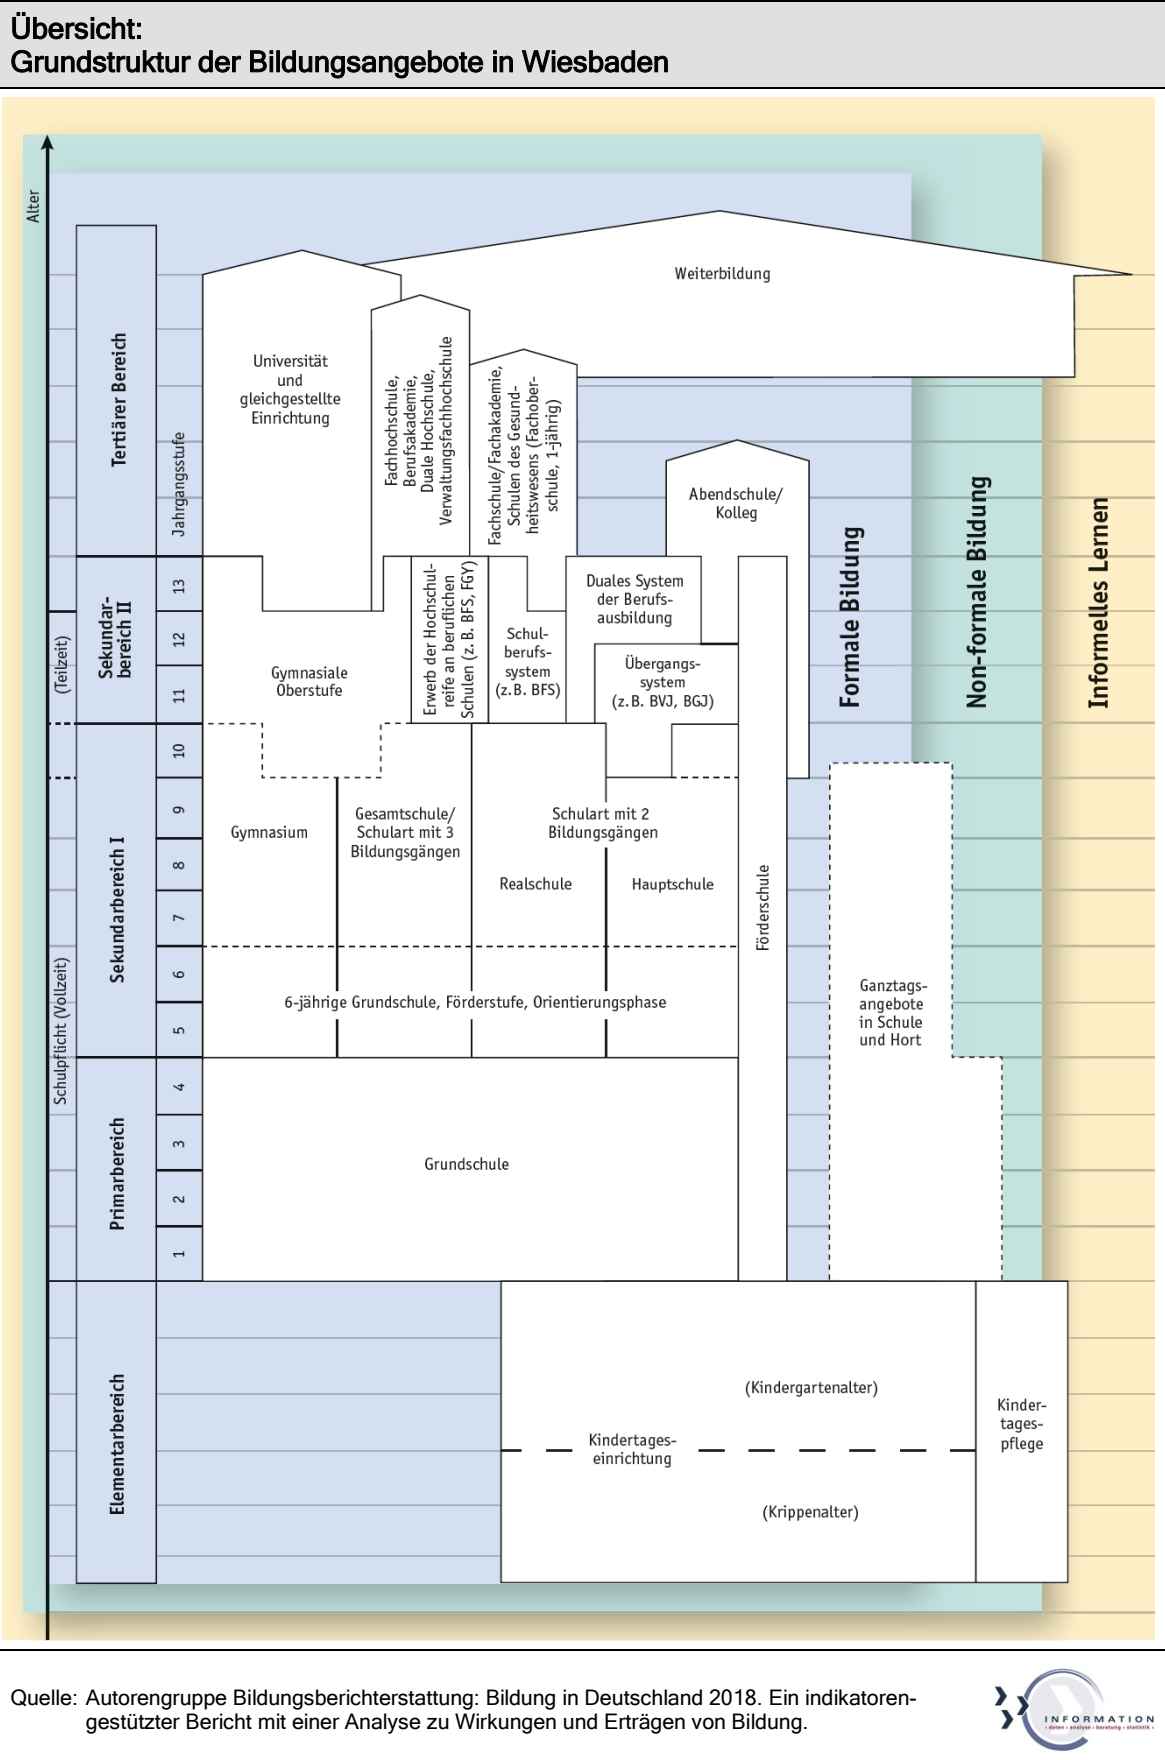 Übersicht:
Grundstruktur der Bildungsangebote in Wiesbaden
Alter
Tertiärer Bereich
Jahrgangsstufe
Universität
und
gleichgestellte
Einrichtung
Fachhochschule,
Berufsakademie,
Duale Hochschule,
Verwaltungsfachhochschule
Fachschule/Fachakademie,
Schulen des Gesund-
heitswesens (Fachober-
schule, 1-jährig)
Weiterbildung
Abendschule/
Kolleg
Formale Bildung
Non-formale Bildung
Informelles Lernen
(Teilzeit)
Sekundar-
bereich II
13
12
11
Gymnasiale
Oberstufe
Erwerb der Hochschul-
reife an beruflichen
Schulen (z. B. BFS, FGY)
Schul-
berufs-
system
(z.B. BFS)
Duales System
der Berufs-
ausbildung
Übergangs-
system
(z.B. BVJ, BGJ)
Schulpflicht (Vollzeit)
Sekundarbereich I
10
9
8
7
6
5
Gymnasium
Gesamtschule/
Schulart mit 3
Bildungsgängen
Schulart mit 2
Bildungsgängen
Realschule
Hauptschule
Förderschule
6-jährige Grundschule, Förderstufe, Orientierungsphase
Ganztags-
angebote
in Schule
und Hort
Primarbereich
4
3
2
1
Grundschule
Elementarbereich
(Kindergartenalter)
Kindertages-
einrichtung
(Krippenalter)
Kinder-
tages-
pflege
Quelle: Autorengruppe Bildungsberichterstattung: Bildung in Deutschland 2018. Ein indikatoren-
gestützter Bericht mit einer Analyse zu Wirkungen und Erträgen von Bildung.
INFORMATION
• daten • analyse • beratung • statistik •